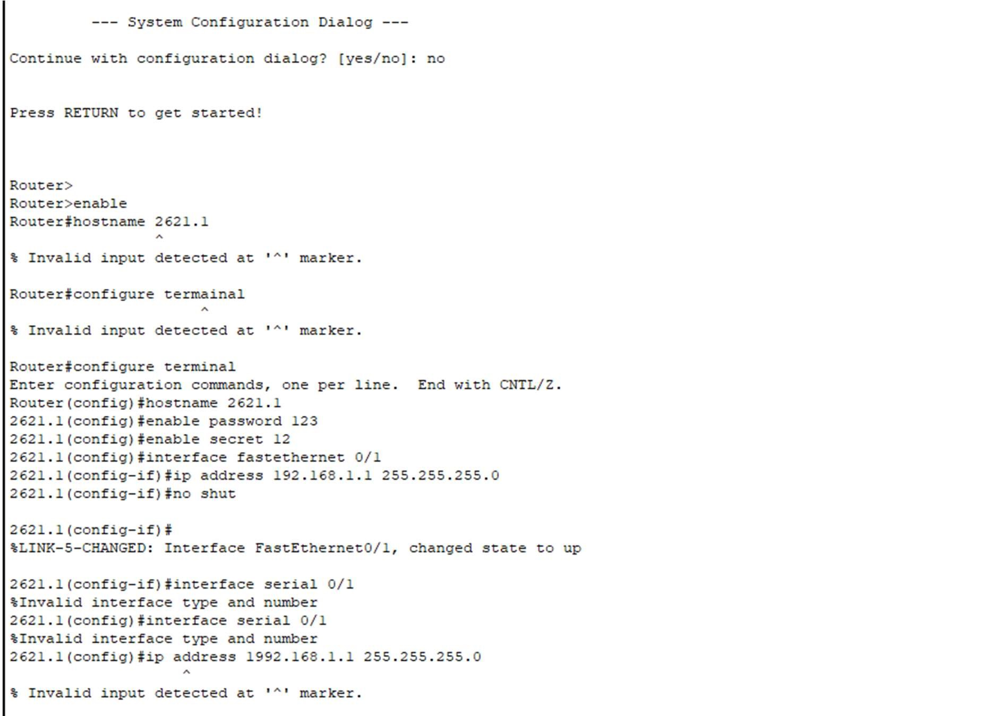 --- System Configuration Dialog ---
Continue with configuration dialog? [yes/no]: no
Press RETURN to get started!
Router>
Router>enable
Router#hostname 2621.1
^
% Invalid input detected at '^' marker.
Router#configure termainal
^
% Invalid input detected at '^' marker.
Router#configure terminal
Enter configuration commands, one per line.  End with CNTL/Z.
Router(config)#hostname 2621.1
2621.1(config)#enable password 123
2621.1(config)#enable secret 12
2621.1(config)#interface fastethernet 0/1
2621.1(config-if)#ip address 192.168.1.1 255.255.255.0
2621.1(config-if)#no shut
2621.1(config-if)#
%LINK-5-CHANGED: Interface FastEthernet0/1, changed state to up
2621.1(config-if)#interface serial 0/1
%Invalid interface type and number
2621.1(config)#interface serial 0/1
%Invalid interface type and number
2621.1(config)#ip address 1992.168.1.1 255.255.255.0
^
% Invalid input detected at '^' marker.